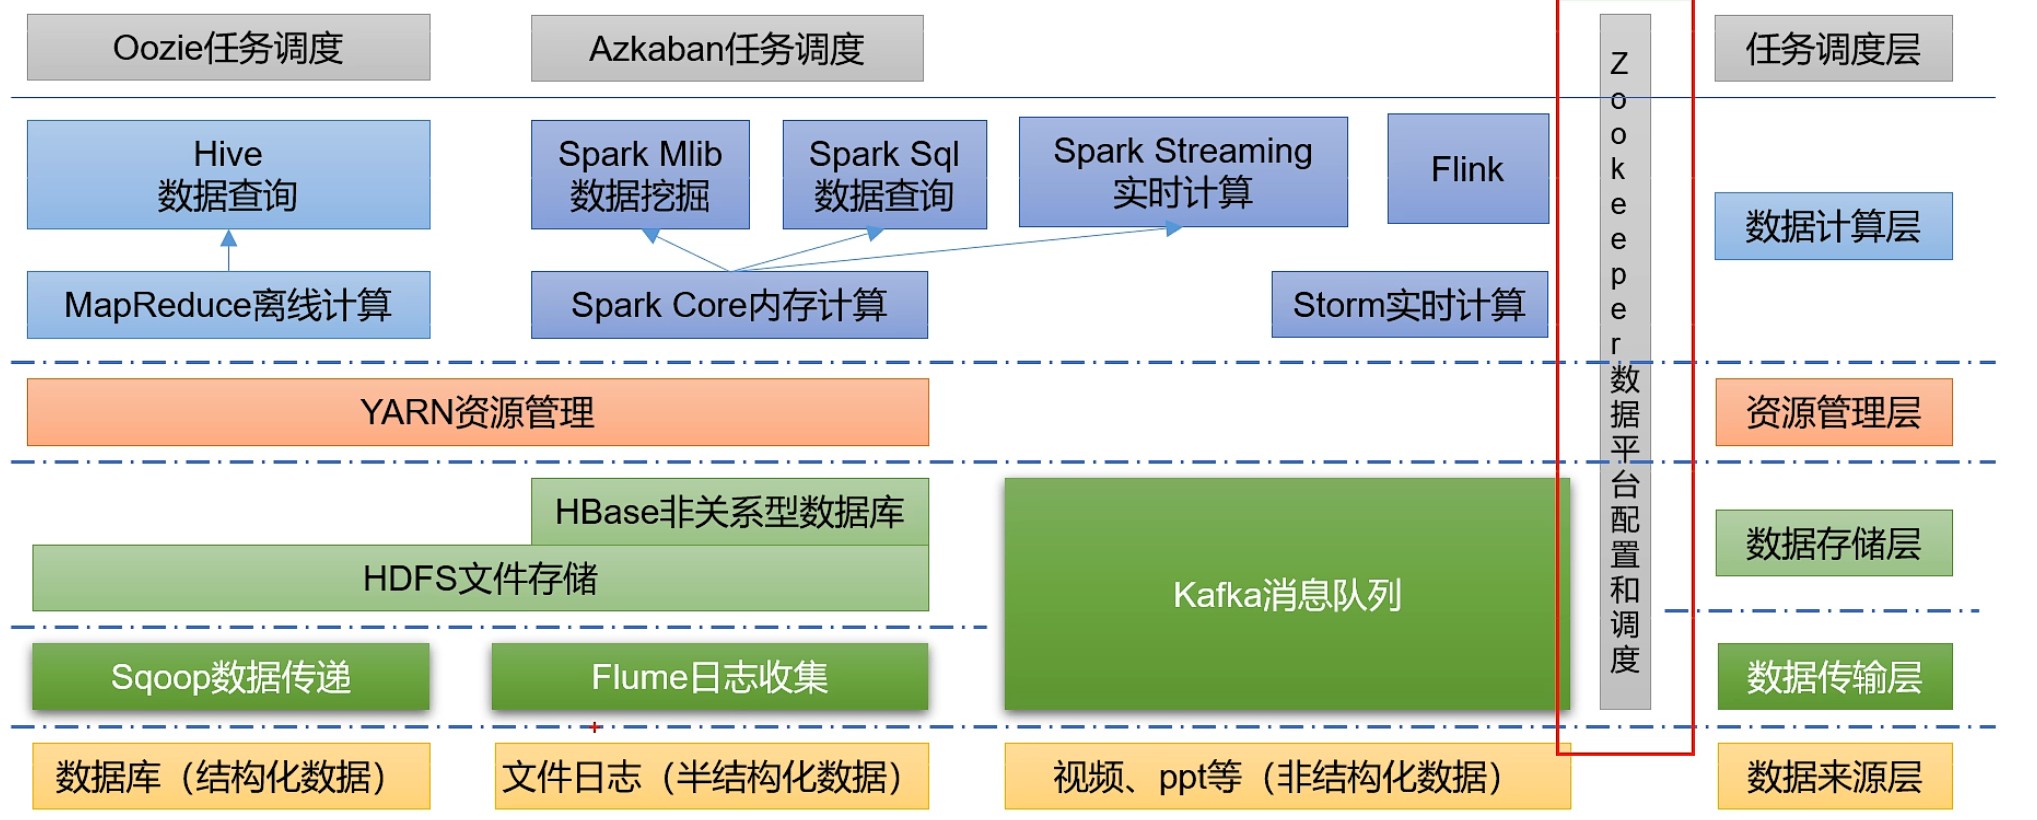 Oozie任务调度
Azkaban任务调度
任务调度层
Hive
数据查询
Spark Mlib
数据挖掘
Spark Sql
数据查询
Spark Streaming
实时计算
Flink
数据计算层
MapReduce离线计算
Spark Core内存计算
Storm实时计算
YARN资源管理
资源管理层
HBase非关系型数据库
HDFS文件存储
Kafka消息队列
数据存储层
Sqoop数据传递
Flume日志收集
数据传输层
数据库（结构化数据）
文件日志（半结构化数据）
视频、ppt等（非结构化数据）
数据来源层
Zookeeper数据平台配置和调度